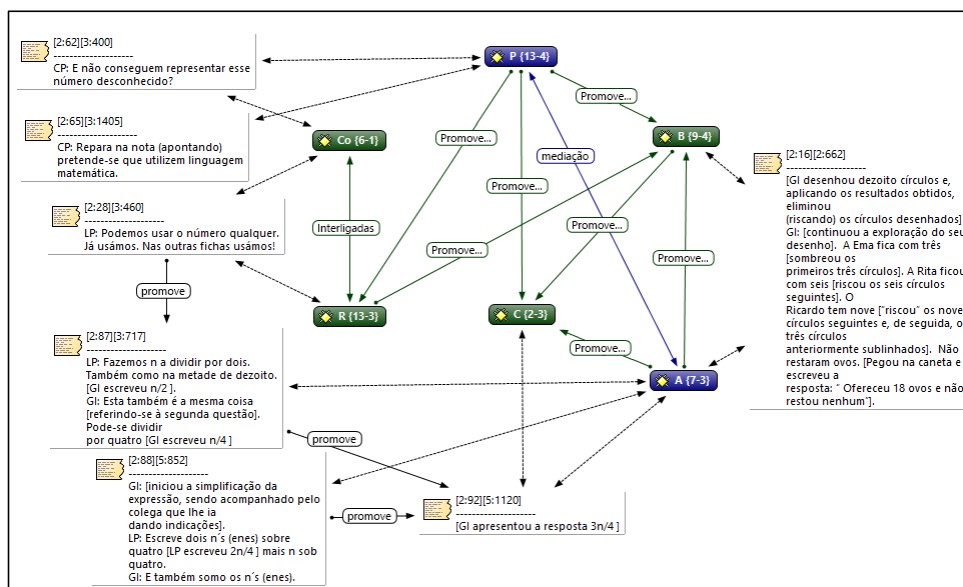 [2:62][3:400]
--------------------
CP: E não conseguem representar esse
número desconhecido?
P {13-4}
Promove...
B {9-4}
[2:65][3:1405]
--------------------
CP: Repara na nota (apontando)
pretende-se que utilizem linguagem
matemática.
Co {6-1}
Promove...
mediação
Promove...
[2:16][2:662]
--------------------
[GI desenhou dezoito círculos e,
aplicando os resultados obtidos,
eliminou
(riscando) os círculos desenhados]
GI: [continuou a exploração do seu
desenho]. A Ema fica com três
[sombreou os
primeiros três círculos]. A Rita ficou
com seis [riscou os seis círculos
seguintes]. O
Ricardo tem nove ["riscou" os nove
círculos seguintes e, de seguida, o
três círculos
anteriormente sublinhados]. Não
restaram ovos. [Pegou na caneta e
escreveu a
resposta: " Ofereceu 18 ovos e não
restou nenhum"].
[2:28][3:460]
--------------------
LP: Podemos usar o número qualquer.
Já usámos. Nas outras fichas usámos!
Interligadas
Promove...
Promove...
promove
R {13-3}
C {2-3}
Promove...
A {7-3}
[2:87][3:717]
--------------------
LP: Fazemos n a dividir por dois.
Também como na metade de dezoito.
[GI escreveu n/2 ].
GI: Esta também é a mesma coisa
[referindo-se à segunda questão].
Pode-se dividir
por quatro [GI escreveu n/4 ]
promove
[2:88][5:852]
--------------------
GI: [iniciou a simplificação da
expressão, sendo acompanhado pelo
colega que lhe ia
dando indicações].
LP: Escreve dois n´s (enes) sobre
quatro [LP escreveu 2n/4 ] mais n sob
quatro.
GI: E também somo os n´s (enes).
promove
[2:92][5:1120]
--------------------
[GI apresentou a resposta 3n/4 ]